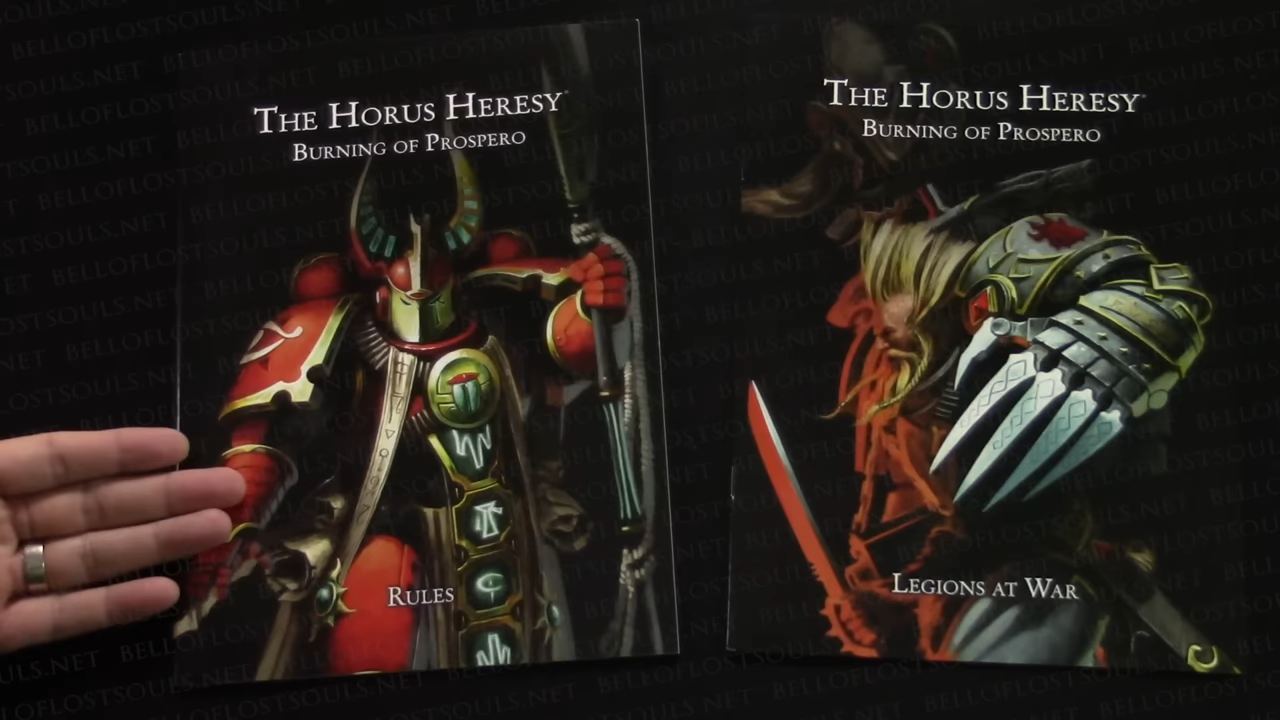 The Horus Heresy
Burning of Prospero
Rules
The Horus Heresy
Burning of Prospero
Legions at War
BELLOFLOSTSOULS.NET